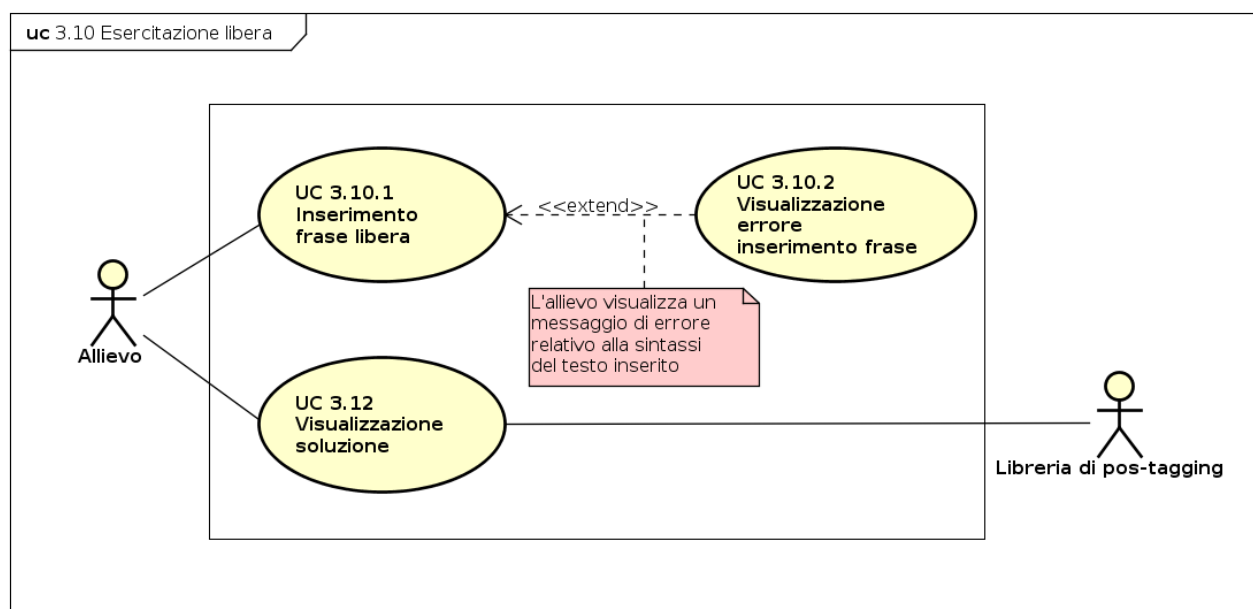 uc 3.10 Esercitazione libera
UC 3.10.1
Inserimento
frase libera
<<extend>>
UC 3.10.2
Visualizzazione
errore
inserimento frase
L'allievo visualizza un
messaggio di errore
relativo alla sintassi
del testo inserito
Allievo
UC 3.12
Visualizzazione
soluzione
Libreria di pos-tagging